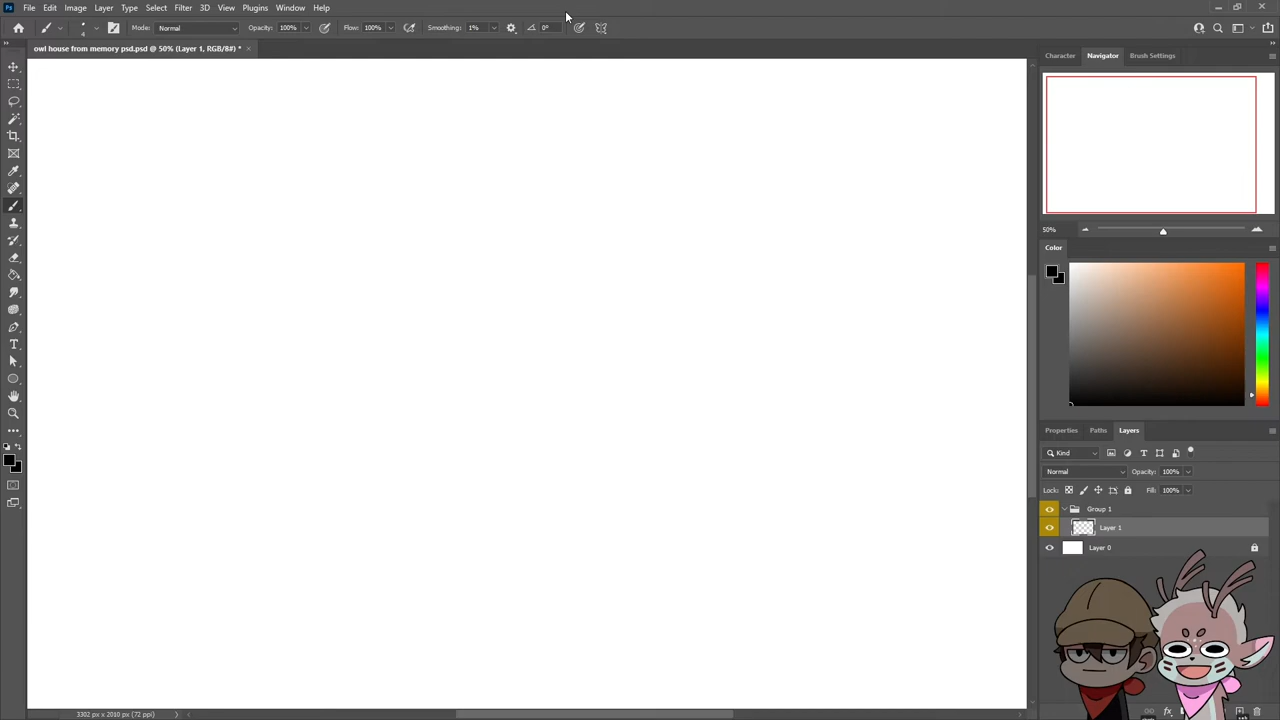 Ps File Edit Image Layer Type Select Filter 3D View Plugins Window Help
4 Mode: Normal Opacity: 100% Flow: 100% Smoothing: 1% 0°
owl house from memory psd.psd @ 50% (Layer 1, RGB/8#) * ×
Character Navigator Brush Settings
50%
Color
Properties Paths Layers
Kind
Normal Opacity: 100%
Lock: Fill: 100%
Group 1
Layer 1
Layer 0
fx
3302 px x 2010 px (72 ppi)